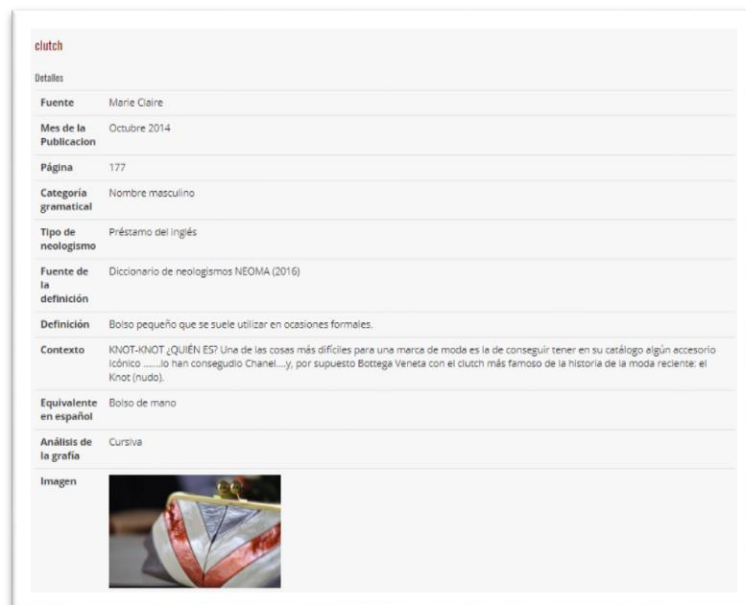 clutch
Detalles
Fuente Marie Claire
Mes de la Publicacion Octubre 2014
Página 177
Categoría gramatical Nombre masculino
Tipo de neologismo Préstamo del inglés
Fuente de la definición Diccionario de neologismos NEOMA (2016)
Definición Bolso pequeño que se suele utilizar en ocasiones formales.
Contexto KNOT-KNOT ¿QUIÉN ES? Una de las cosas más difíciles para una marca de moda es la de conseguir tener en su catálogo algún accesorio
icónico .......lo han consegudio Chanel....y, por supuesto Bottega Veneta con el clutch más famoso de la historia de la moda reciente: el
Knot (nudo).
Equivalente en español Bolso de mano
Análisis de la grafía Cursiva
Imagen